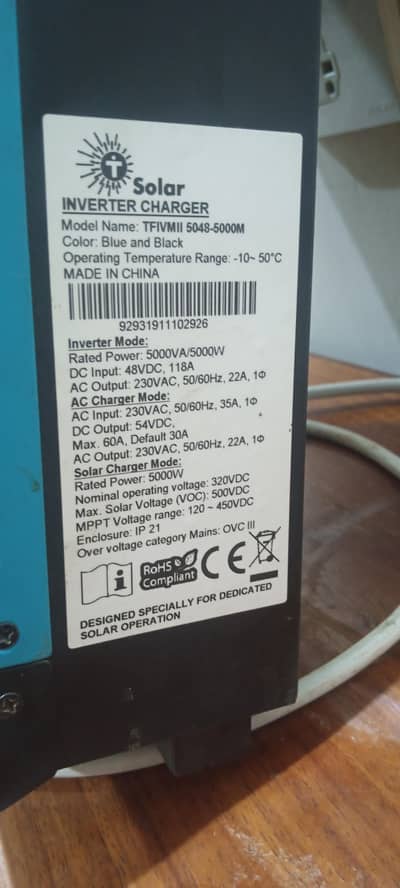 T
Solar
INVERTER CHARGER
Model Name: TFIVMII 5048-5000M
Color: Blue and Black
Operating Temperature Range: -10~ 50°C
MADE IN CHINA
92931911102926
Inverter Mode:
Rated Power: 5000VA/5000W
DC Input: 48VDC, 118A
AC Output: 230VAC, 50/60Hz, 22A, 1Φ
AC Charger Mode:
AC Input: 230VAC, 50/60Hz, 35A, 1Φ
DC Output: 54VDC,
Max. 60A, Default 30A
AC Output: 230VAC, 50/60Hz, 22A, 1Φ
Solar Charger Mode:
Rated Power: 5000W
Nominal operating voltage: 320VDC
Max. Solar Voltage (VOC): 500VDC
MPPT Voltage range: 120 ~ 450VDC
Enclosure: IP 21
Over voltage category Mains: OVC III
i RoHS CE
Compliant
DESIGNED SPECIALLY FOR DEDICATED
SOLAR OPERATION